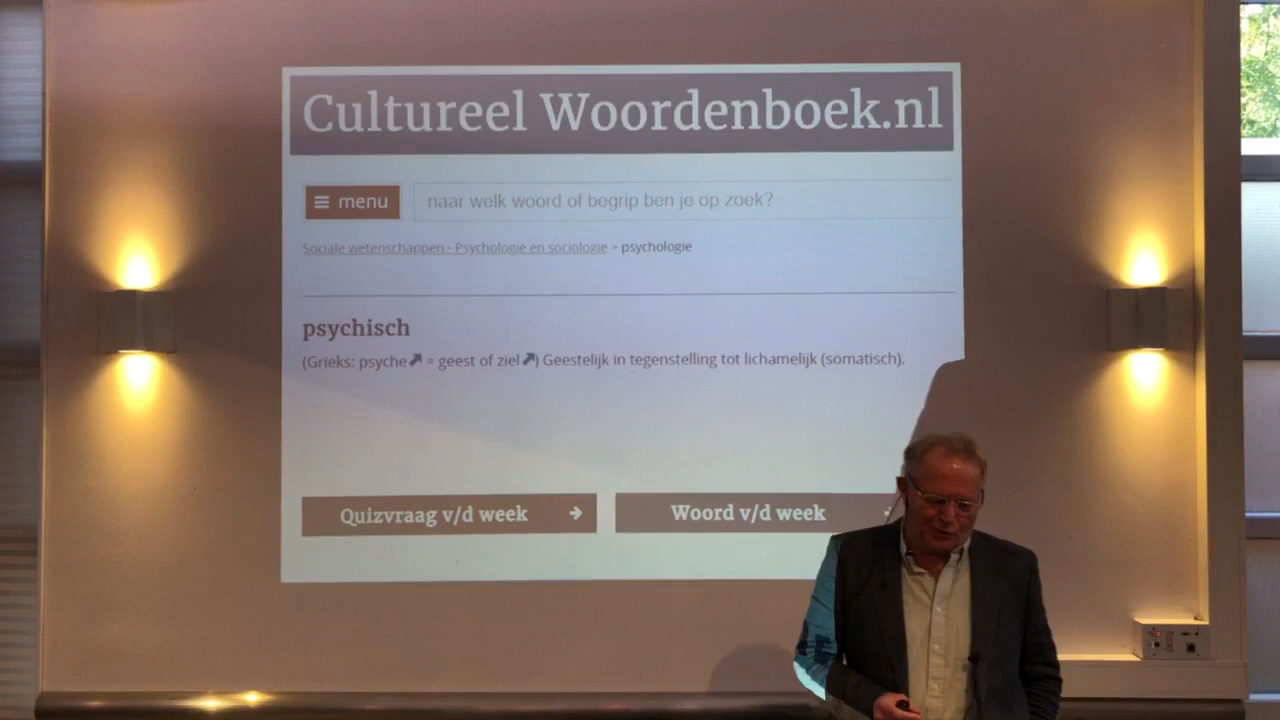 Cultureel Woordenboek.nl
menu
naar welk woord of begrip ben je op zoek?
Sociale wetenschappen - Psychologie en sociologie > psychologie
psychisch
(Grieks: psyche = geest of ziel) Geestelijk in tegenstelling tot lichamelijk (somatisch).
Quizvraag v/d week
Woord v/d week